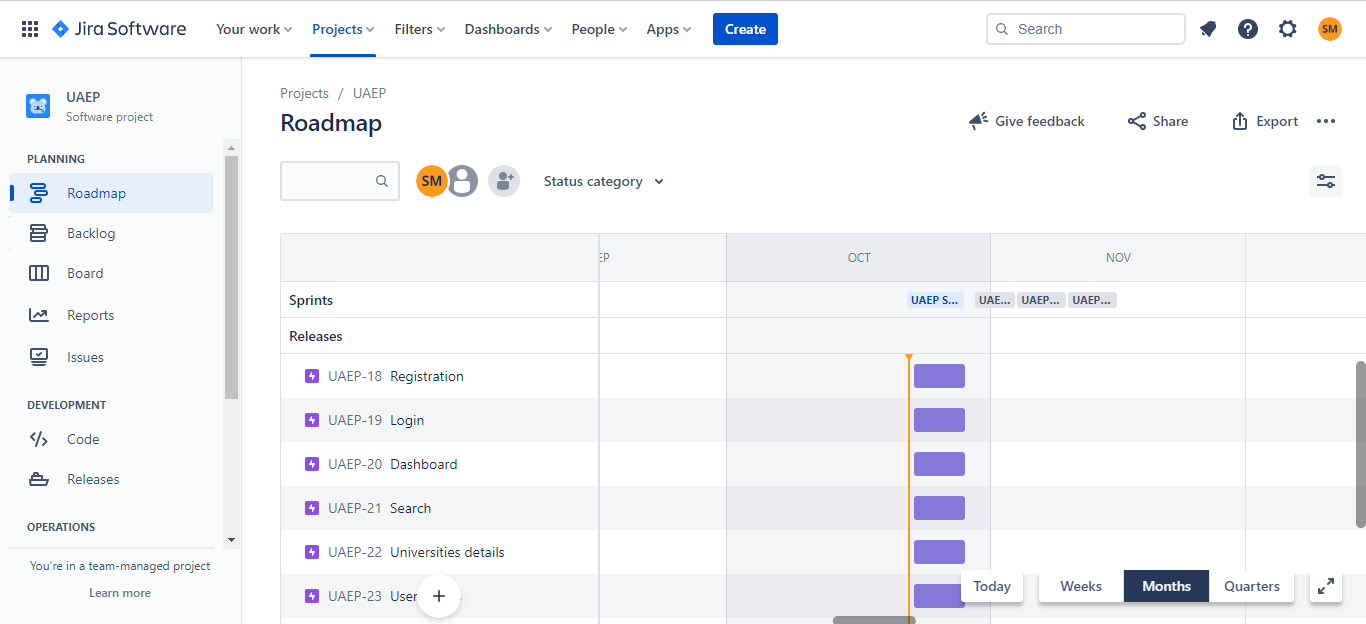 Jira Software Your work Projects Filters Dashboards People Apps Create Search SM
UAEP
Software project
PLANNING
Roadmap
Backlog
Board
Reports
Issues
DEVELOPMENT
Code
Releases
OPERATIONS
You're in a team-managed project
Learn more
Projects / UAEP
Roadmap
Give feedback Share Export
SM Status category
EP OCT NOV
Sprints UAEP S... UAE... UAEP... UAEP...
Releases
UAEP-18 Registration
UAEP-19 Login
UAEP-20 Dashboard
UAEP-21 Search
UAEP-22 Universities details
UAEP-23 User
Today Weeks Months Quarters